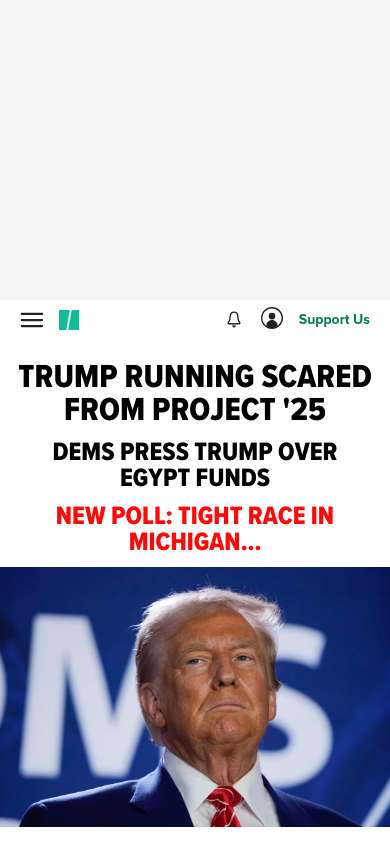 Support Us
TRUMP RUNNING SCARED
FROM PROJECT '25
DEMS PRESS TRUMP OVER
EGYPT FUNDS
NEW POLL: TIGHT RACE IN
MICHIGAN...
OMS